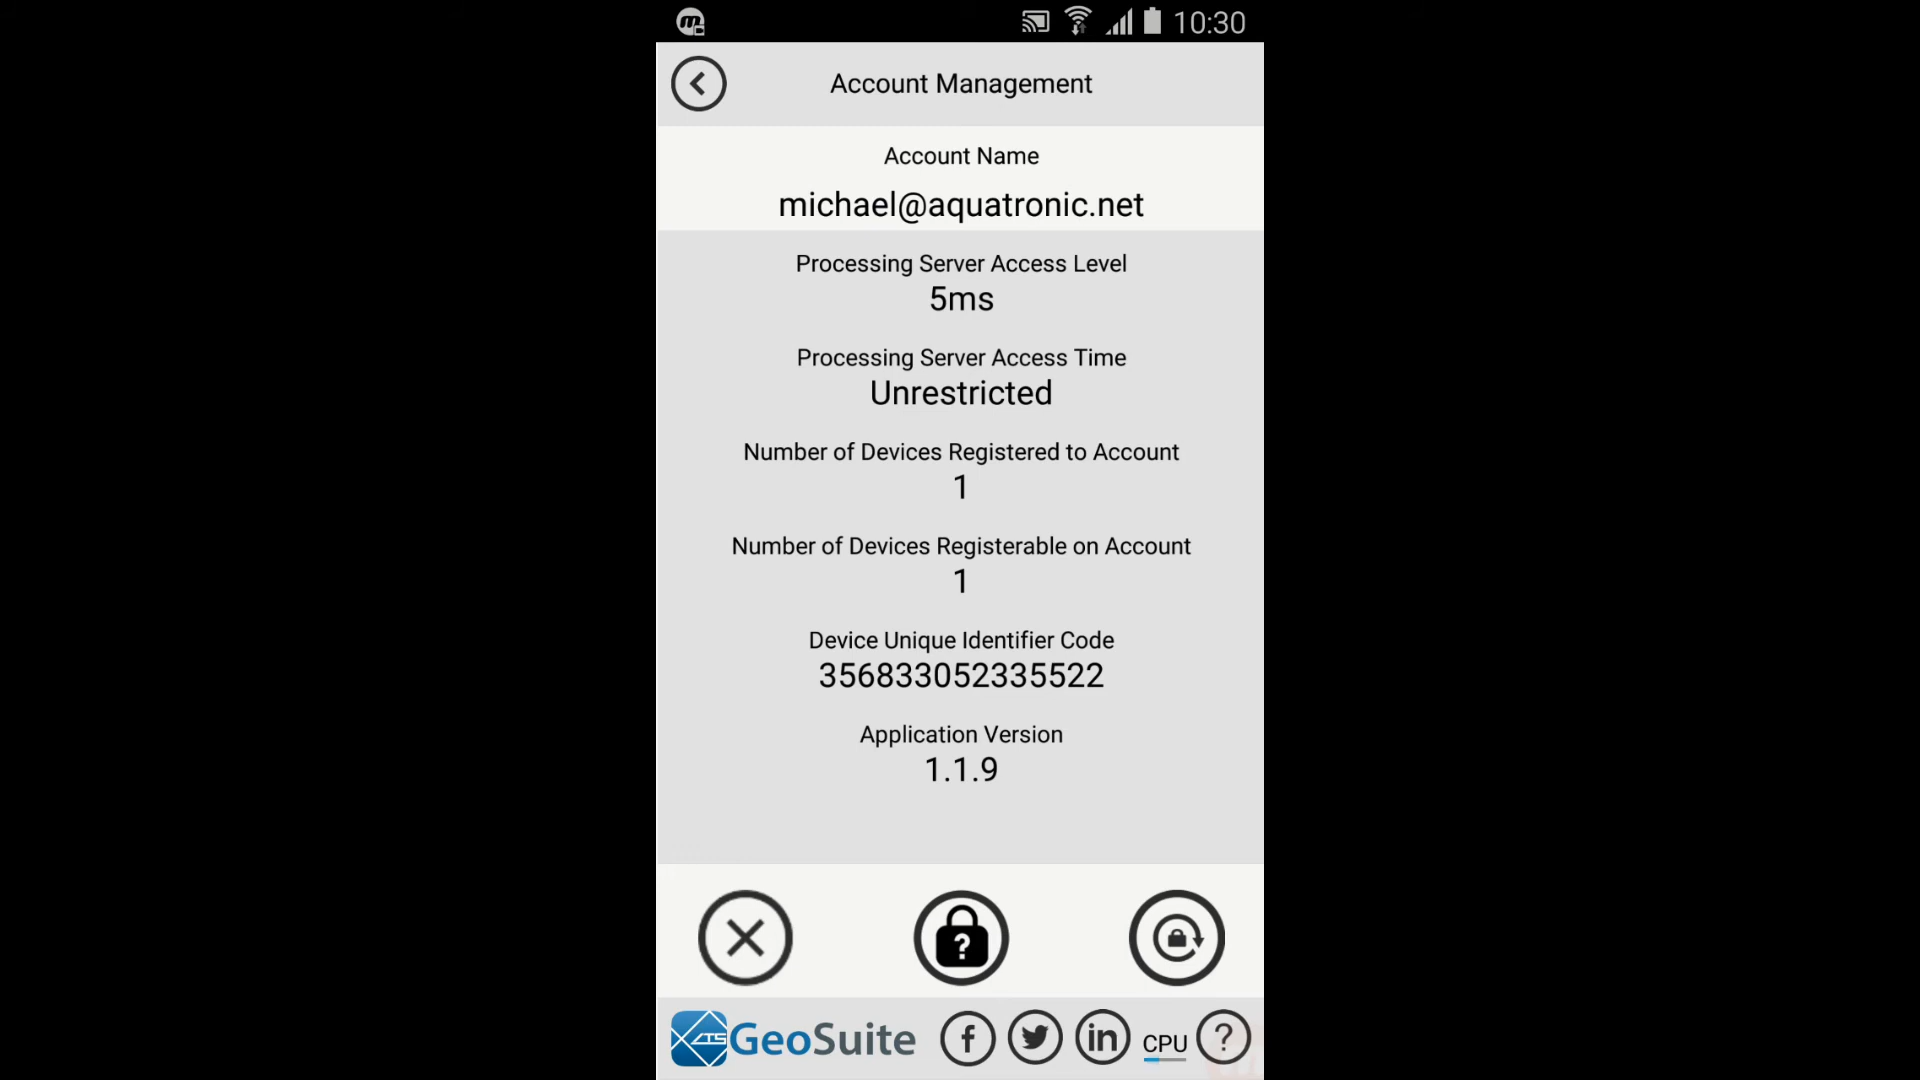 10:30
Account Management
Account Name
michael@aquatronic.net
Processing Server Access Level
5ms
Processing Server Access Time
Unrestricted
Number of Devices Registered to Account
1
Number of Devices Registerable on Account
1
Device Unique Identifier Code
356833052335522
Application Version
1.1.9
?
ATS GeoSuite f in CPU ?